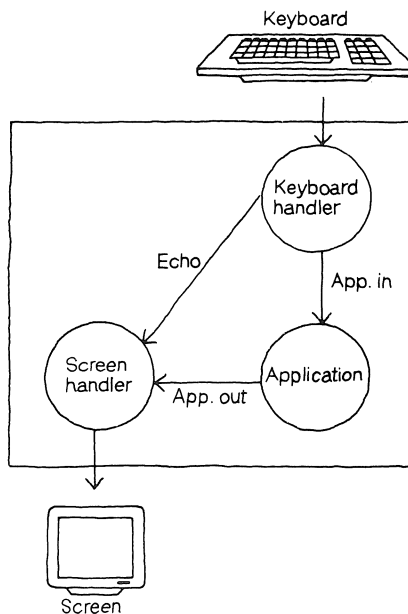 Keyboard
Keyboard
handler
Echo
App. in
Screen
handler
App. out
Application
Screen